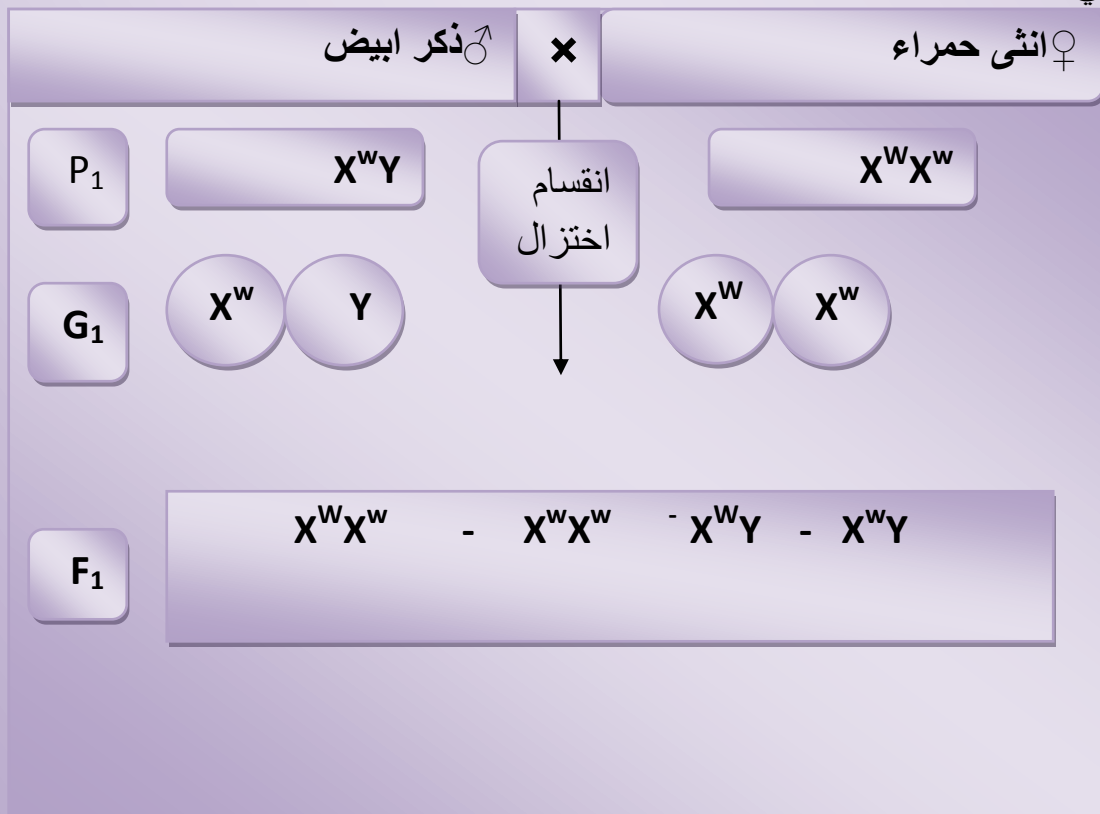 ♀انثى حمراء
×
♂ذكر ابيض
P₁
XʷY
انقسام
اختزال
XᵂXʷ
G₁
Xʷ
Y
Xᵂ
Xʷ
F₁
XᵂXʷ - XʷXʷ - XᵂY - XʷY